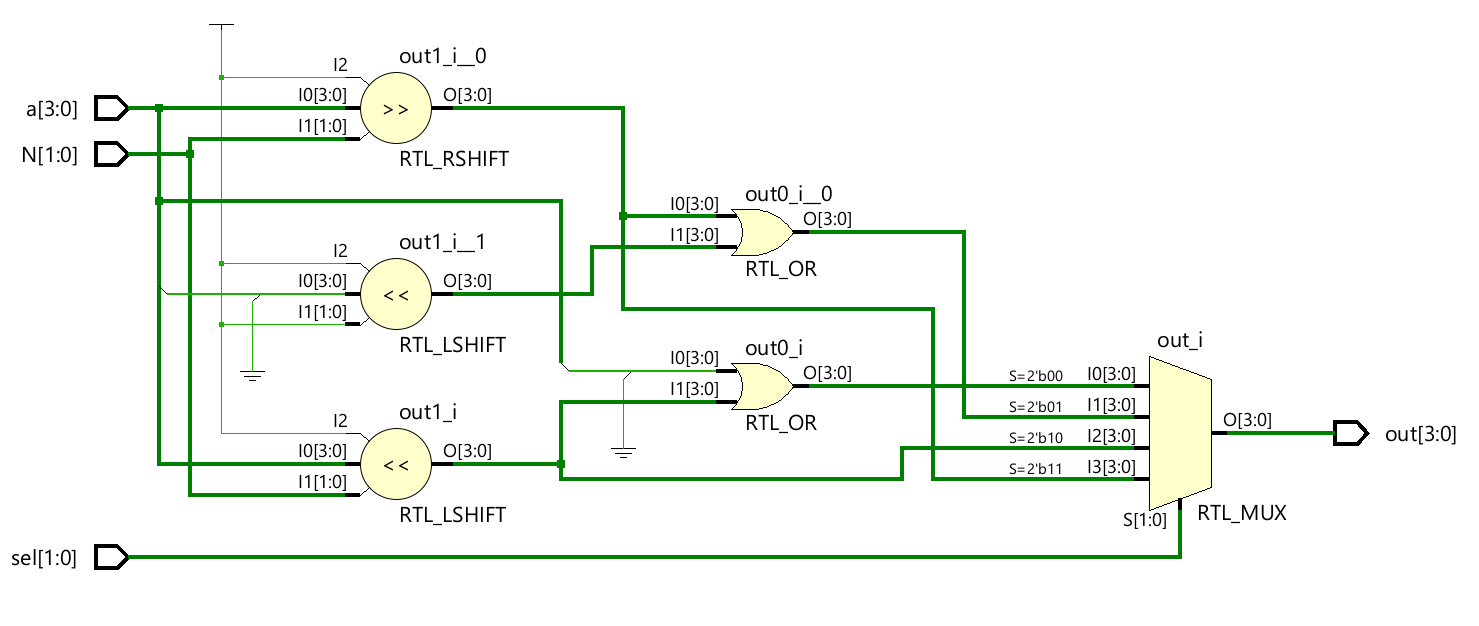 out1_i__0
I2
a[3:0]
I0[3:0]
>>
O[3:0]
I1[1:0]
N[1:0]
RTL_RSHIFT
out0_i__0
I0[3:0]
O[3:0]
I1[3:0]
RTL_OR
out1_i__1
I2
I0[3:0]
<<
O[3:0]
I1[1:0]
RTL_LSHIFT
out0_i
I0[3:0]
O[3:0]
I1[3:0]
RTL_OR
out1_i
I2
I0[3:0]
<<
O[3:0]
I1[1:0]
RTL_LSHIFT
out_i
S=2'b00 I0[3:0]
S=2'b01 I1[3:0]
S=2'b10 I2[3:0]
S=2'b11 I3[3:0]
O[3:0]
out[3:0]
S[1:0]
RTL_MUX
sel[1:0]